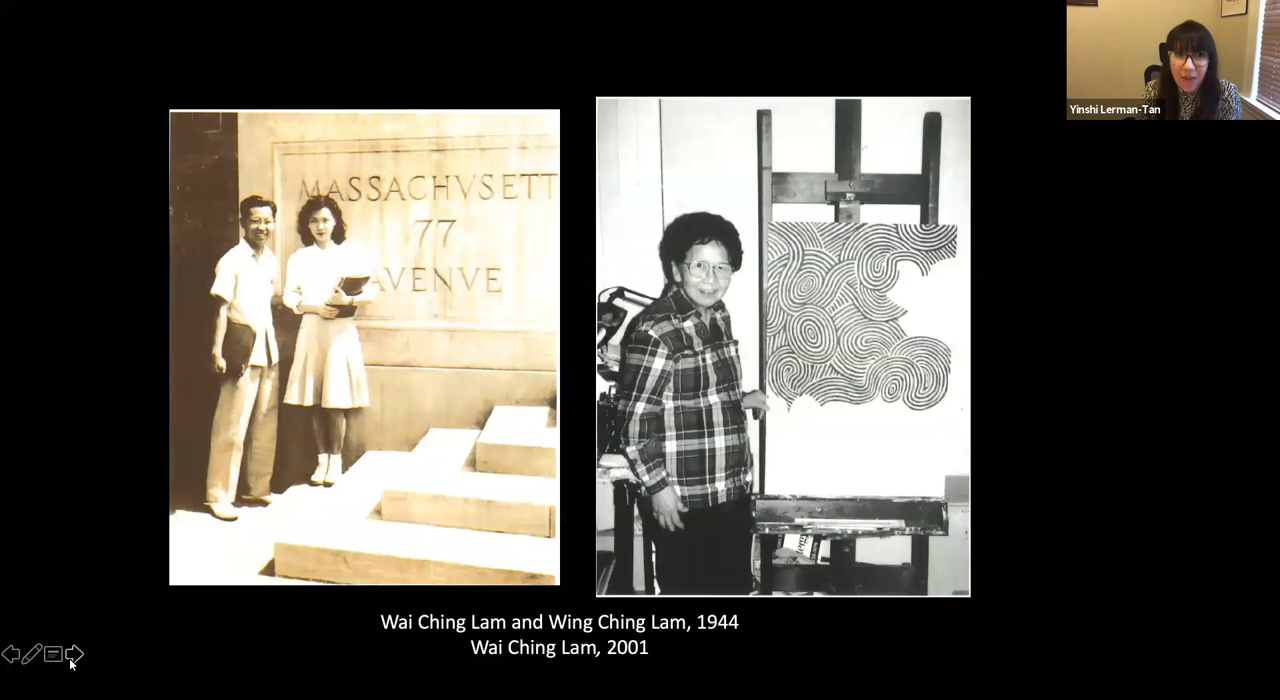 Yinshi Lerman-Tan
MASSACHVSETT
77
AVENVE
Wai Ching Lam and Wing Ching Lam, 1944
Wai Ching Lam, 2001